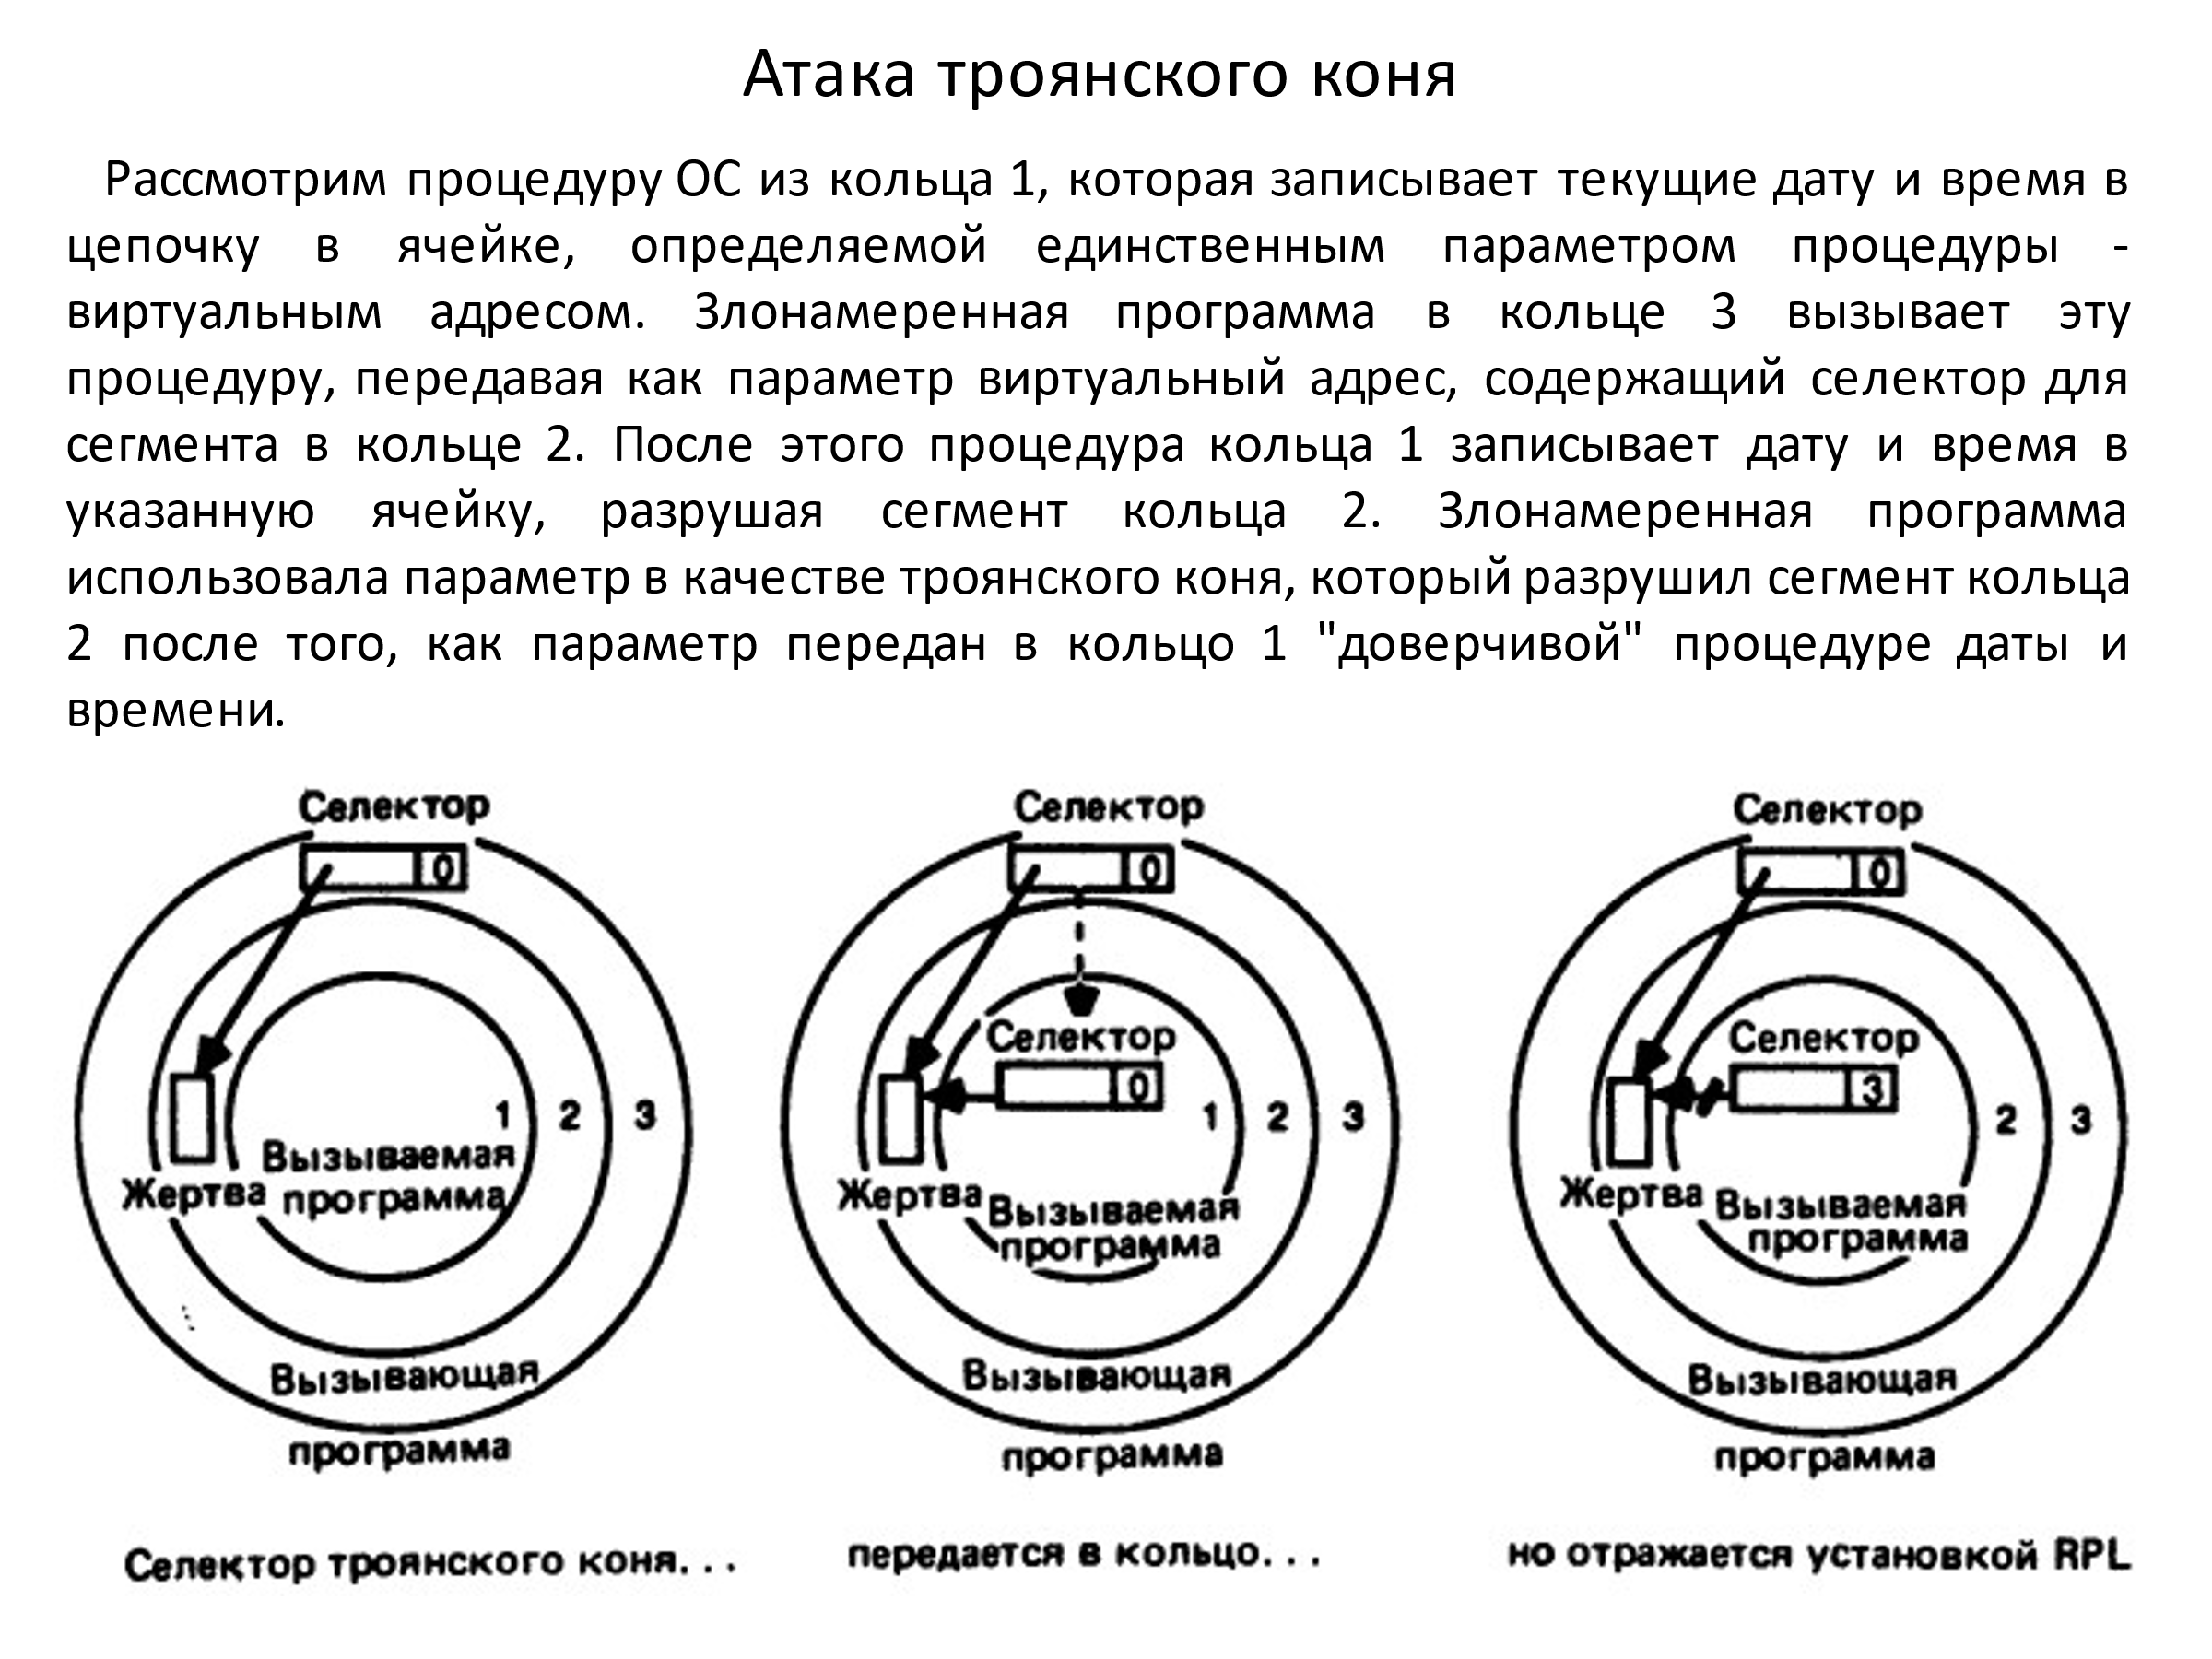 Атака троянского коня
Рассмотрим процедуру ОС из кольца 1, которая записывает текущие дату и время в
цепочку в ячейке, определяемой единственным параметром процедуры -
виртуальным адресом. Злонамеренная программа в кольце 3 вызывает эту
процедуру, передавая как параметр виртуальный адрес, содержащий селектор для
сегмента в кольце 2. После этого процедура кольца 1 записывает дату и время в
указанную ячейку, разрушая сегмент кольца 2. Злонамеренная программа
использовала параметр в качестве троянского коня, который разрушил сегмент кольца
2 после того, как параметр передан в кольцо 1 "доверчивой" процедуре даты и
времени.
Селектор
0
1 2 3
Вызываемая
программа
Жертва
Вызывающая
программа
Селектор троянского коня...
Селектор
0
Селектор
0
1 2 3
Жертва
Вызываемая
программа
Вызывающая
программа
передается в кольцо...
Селектор
0
Селектор
3
2 3
Жертва
Вызываемая
программа
Вызывающая
программа
но отражается установкой RPL